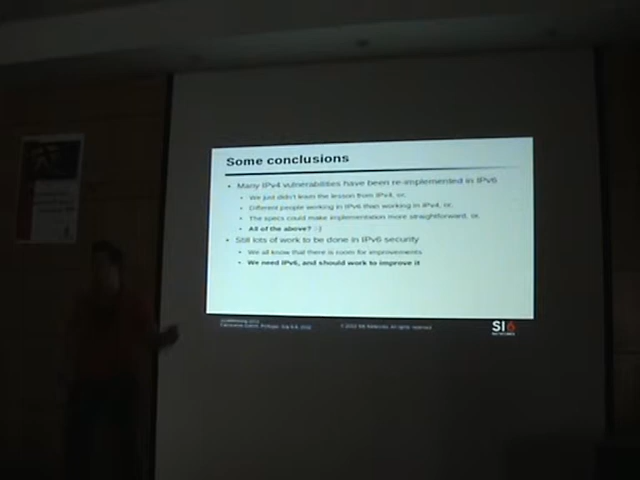 Some conclusions
• Many IPv4 vulnerabilities have been re-implemented in IPv6
• We just didn't learn the lesson from IPv4, or,
• Different people working in IPv6 than working in IPv4, or,
• The specs could make implementation more straightforward, or
• All of the above? :-)
• Still lots of work to be done in IPv6 security
• We all know that there is room for improvements
• We need IPv6, and should work to improve it
SI6